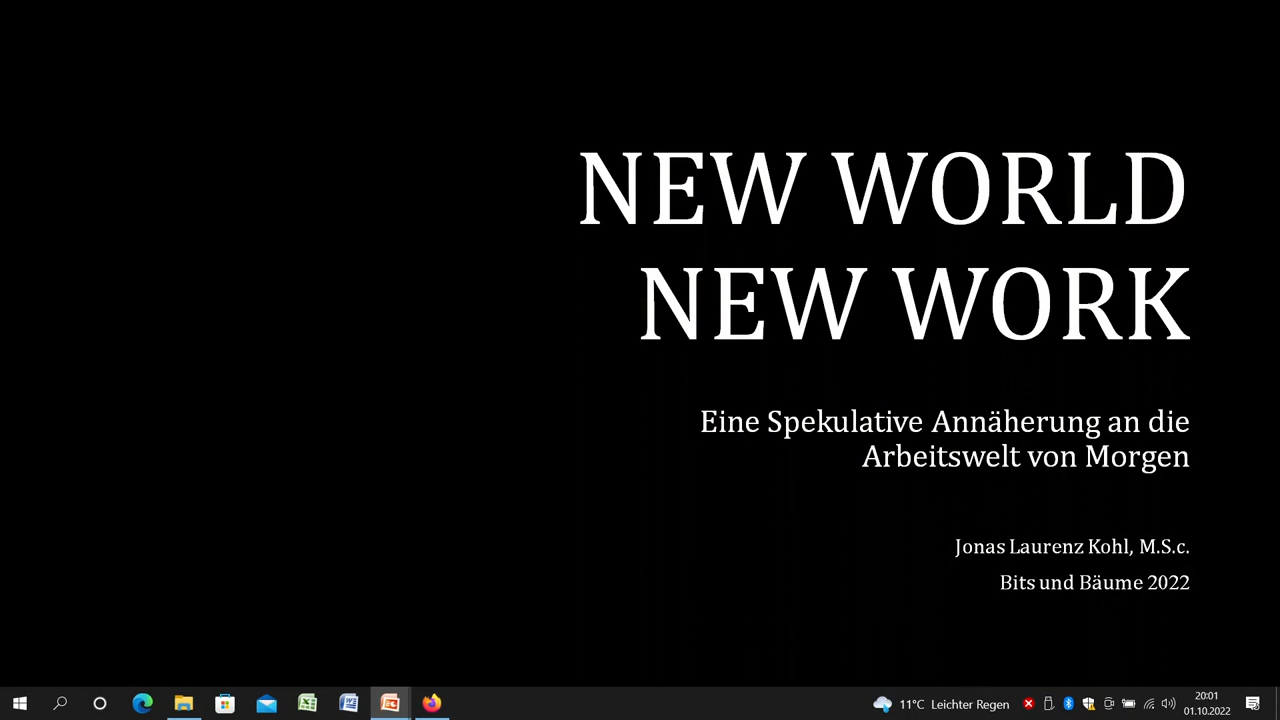 NEW WORLD
NEW WORK
Eine Spekulative Annäherung an die
Arbeitswelt von Morgen
Jonas Laurenz Kohl, M.S.c.
Bits und Bäume 2022
11°C Leichter Regen
20:01
01.10.2022